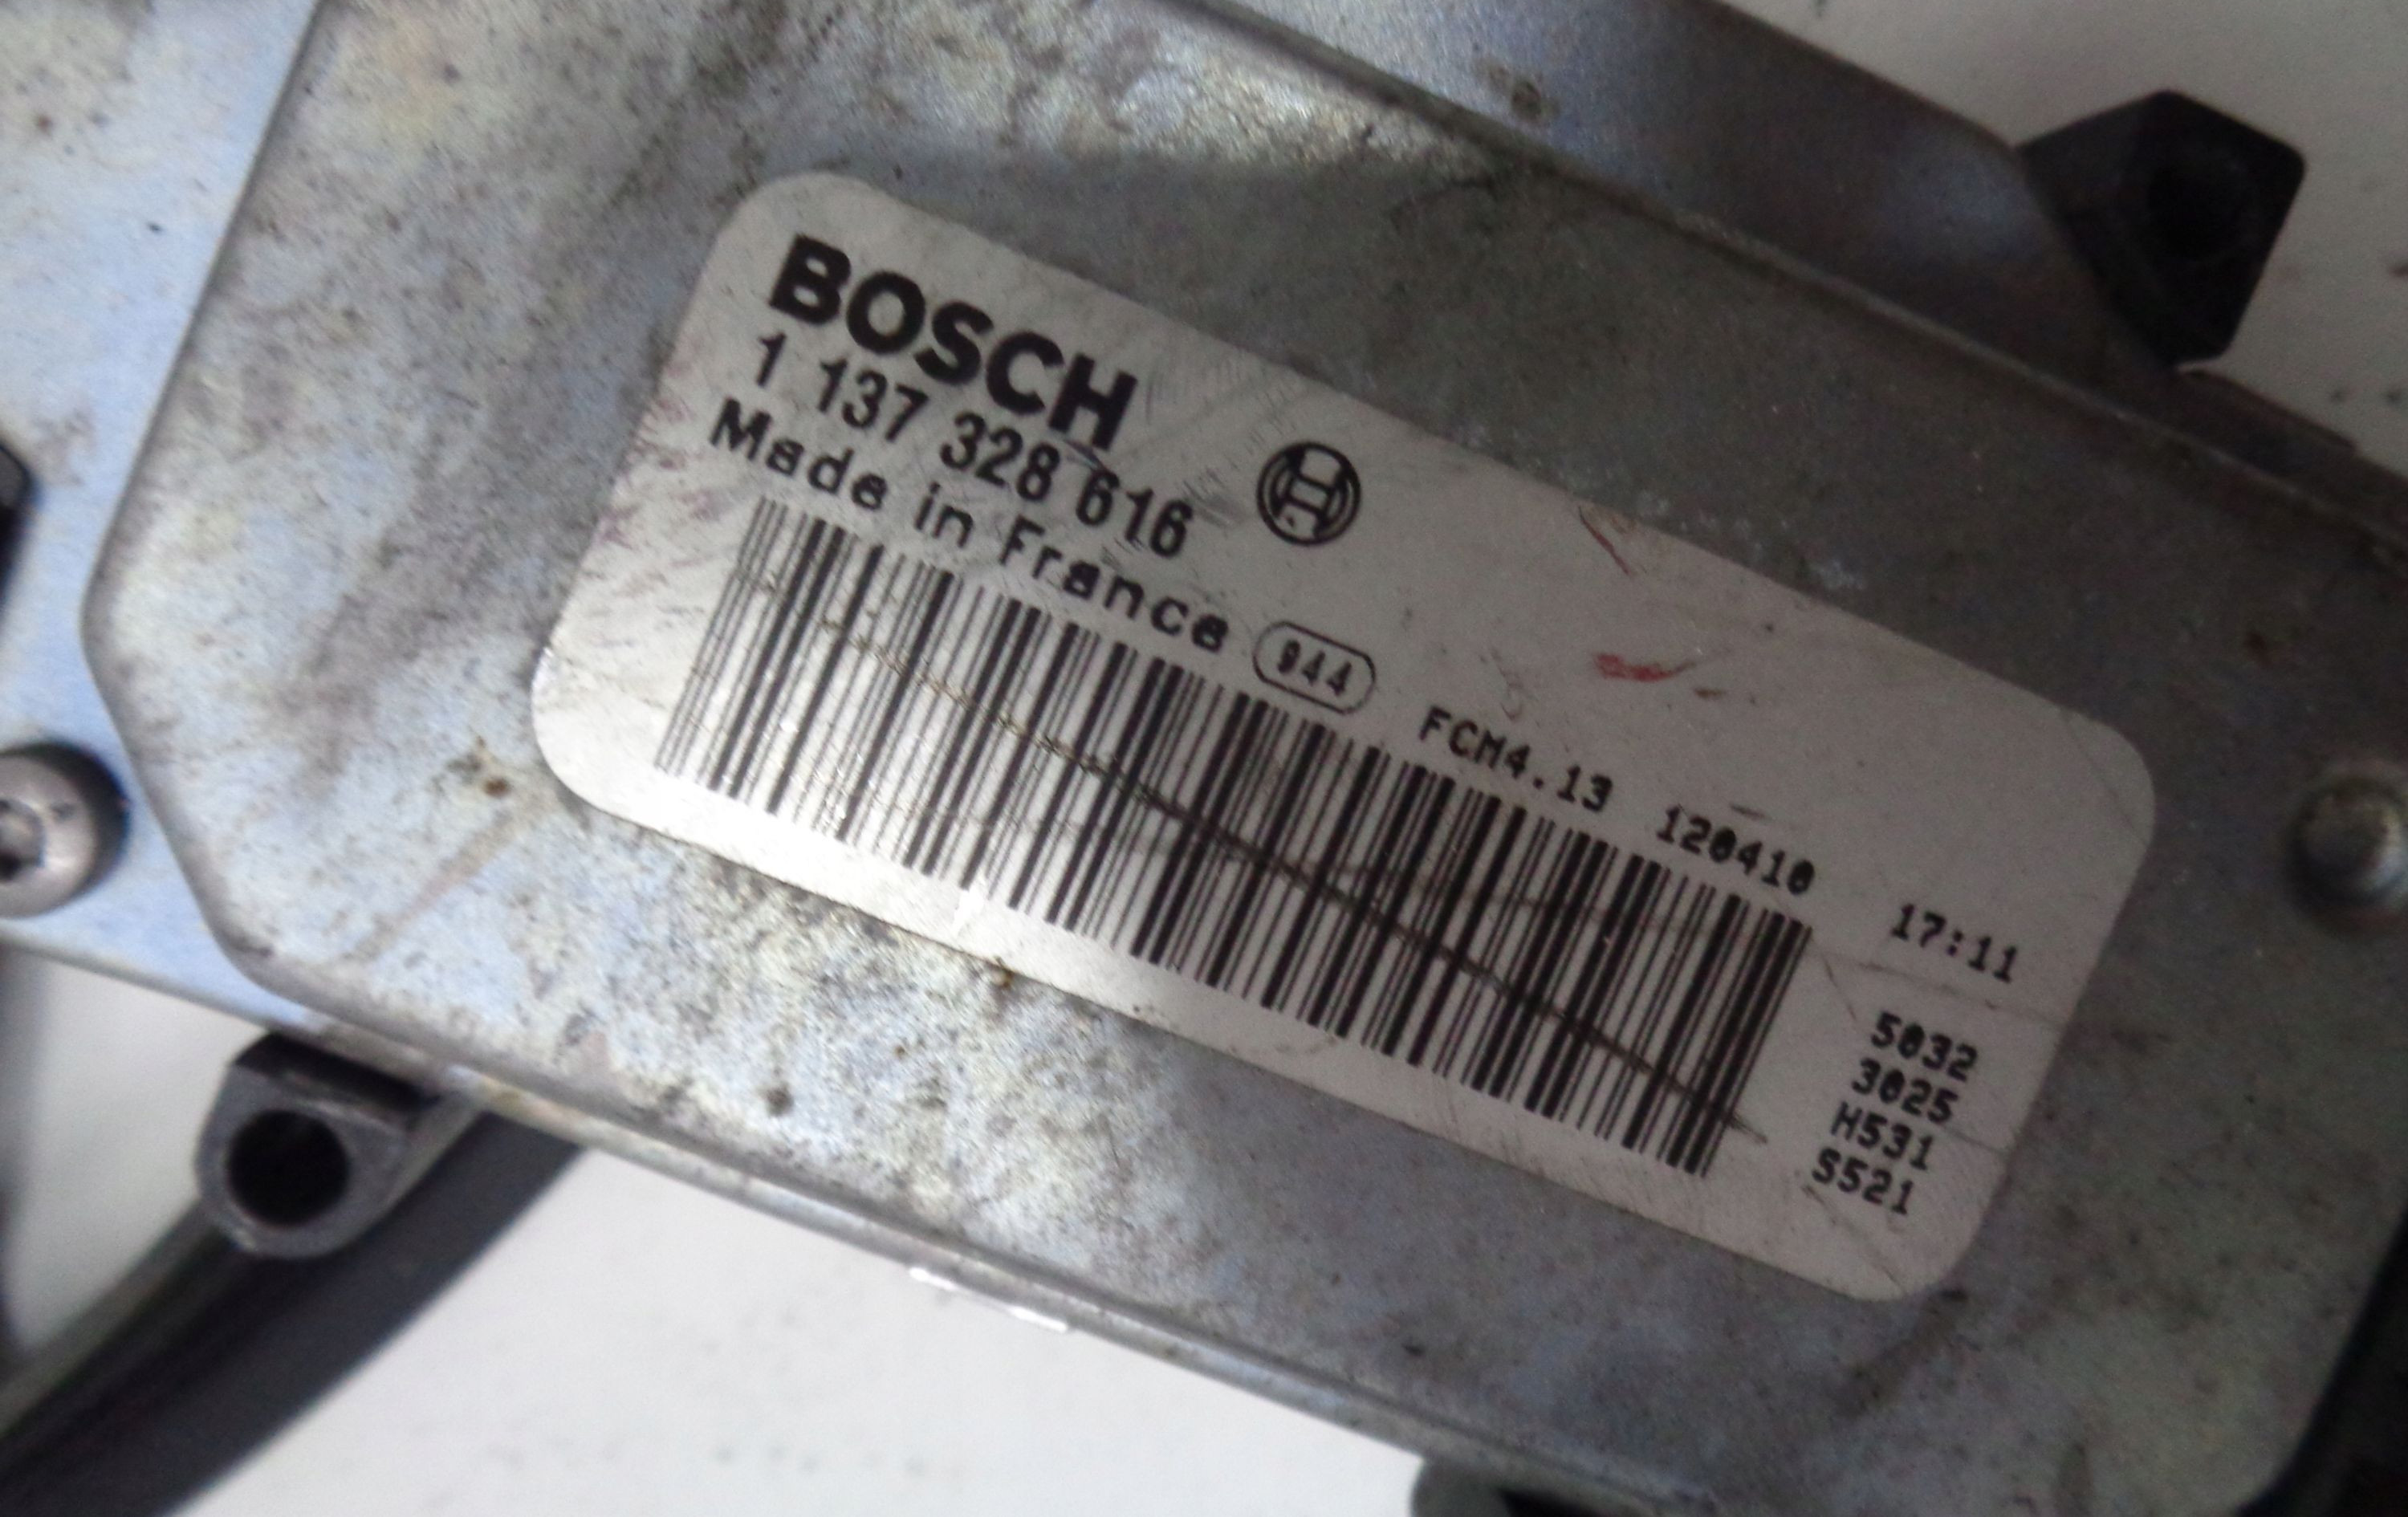 BOSCH
1 137 328 616
Made in France 944 FCM4.13 120410 17:11
5032
3025
H531
S521